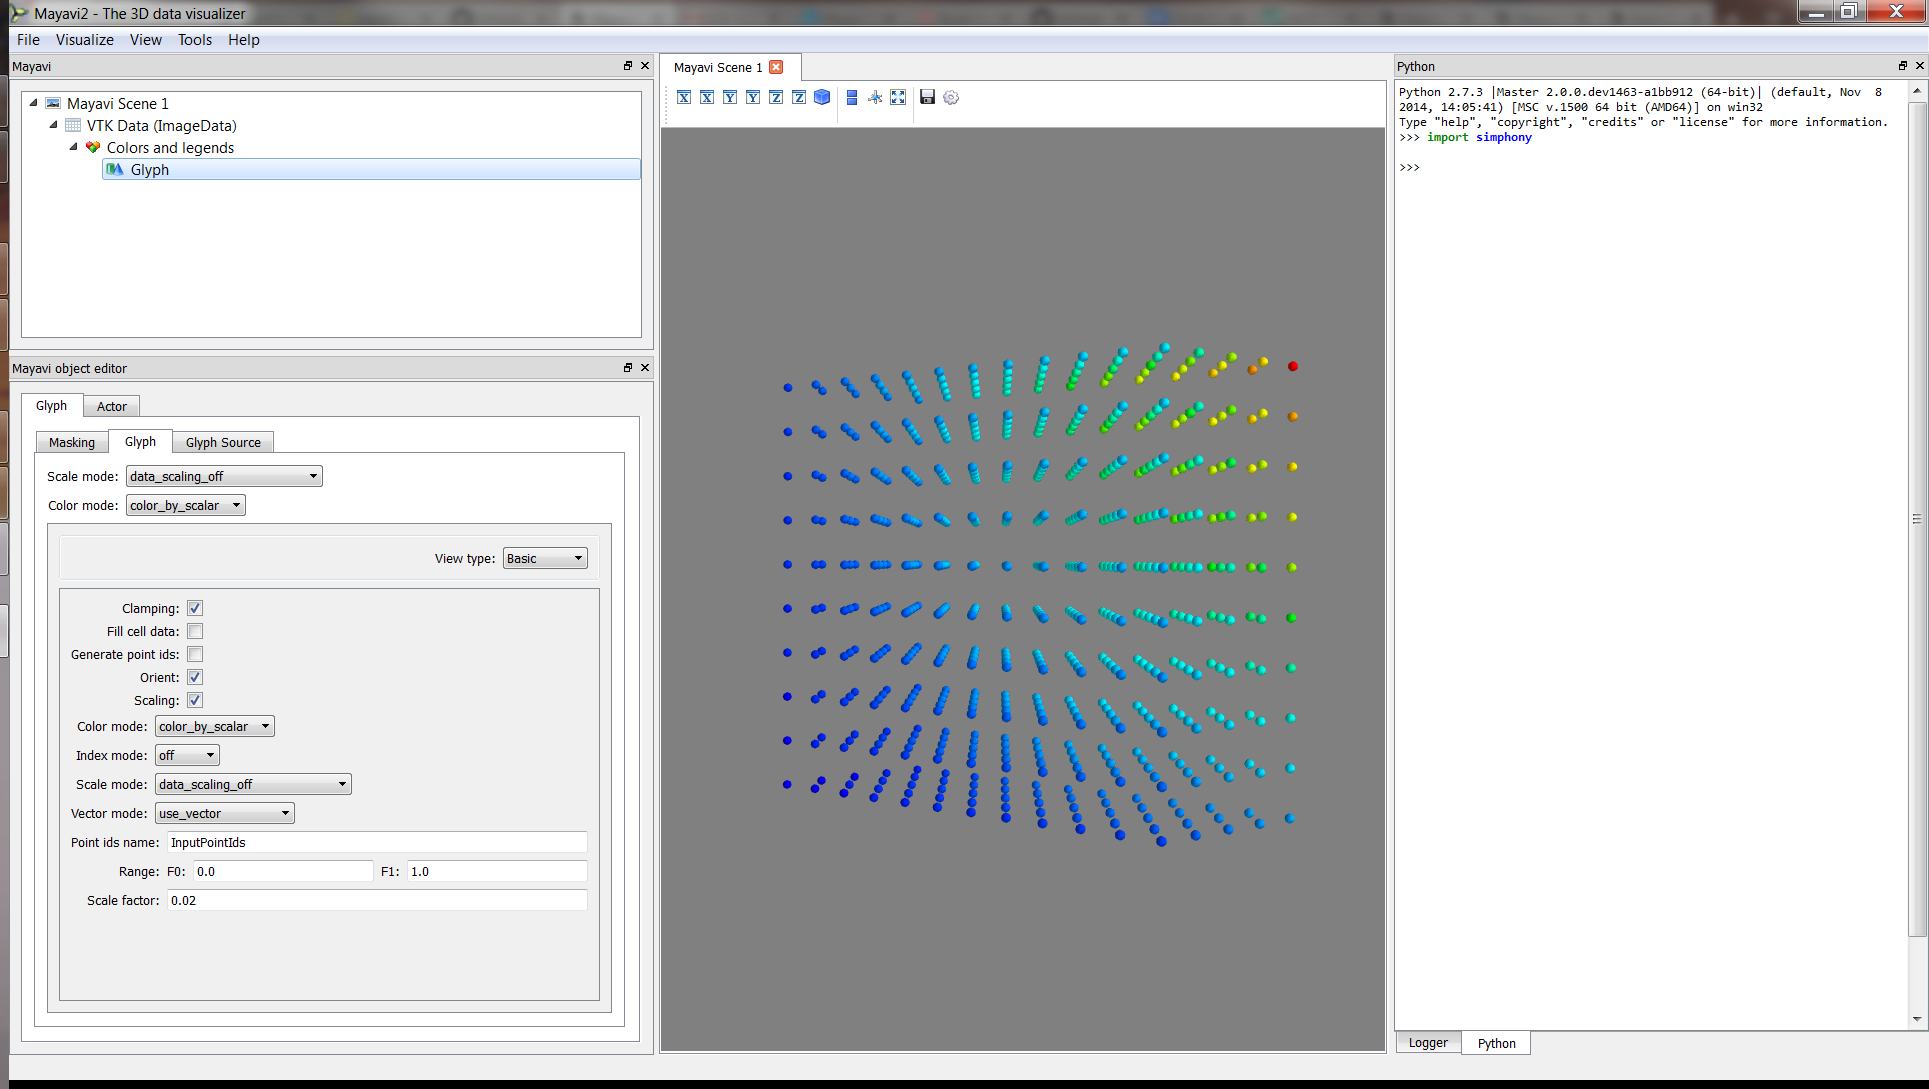 Mayavi2 - The 3D data visualizer
File Visualize View Tools Help
Mayavi
Mayavi Scene 1
VTK Data (ImageData)
Colors and legends
Glyph
Mayavi object editor
Glyph Actor
Masking Glyph Glyph Source
Scale mode: data_scaling_off
Color mode: color_by_scalar
View type: Basic
Clamping:
Fill cell data:
Generate point ids:
Orient:
Scaling:
Color mode: color_by_scalar
Index mode: off
Scale mode: data_scaling_off
Vector mode: use_vector
Point ids name: InputPointIds
Range: F0: 0.0 F1: 1.0
Scale factor: 0.02
Mayavi Scene 1
X X Y Y Z Z
Python
Python 2.7.3 |Master 2.0.0.dev1463-a1bb912 (64-bit)| (default, Nov 8
2014, 14:05:41) [MSC v.1500 64 bit (AMD64)] on win32
Type "help", "copyright", "credits" or "license" for more information.
>>> import simphony
>>>
Logger Python